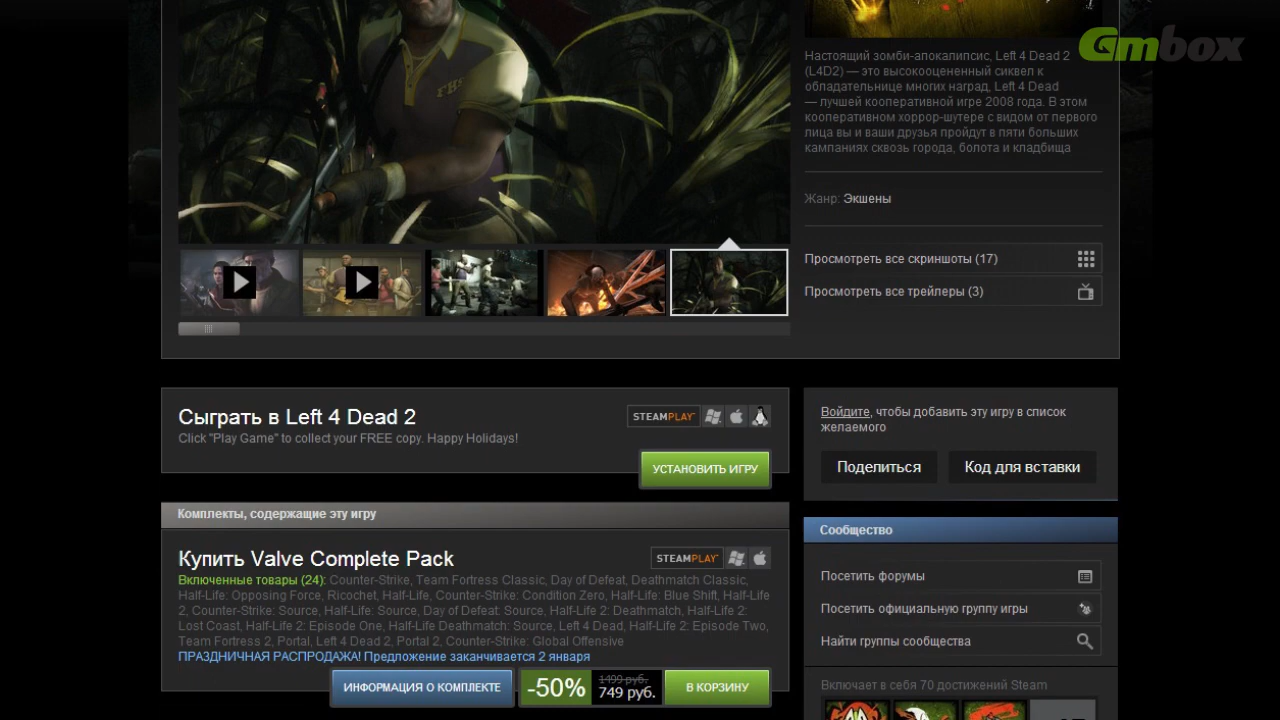 Gmbox
Настоящий зомби-апокалипсис, Left 4 Dead 2
(L4D2) — это высокооцененный сиквел к
обладательнице многих наград, Left 4 Dead
— лучшей кооперативной игре 2008 года. В этом
кооперативном хоррор-шутере с видом от первого
лица вы и ваши друзья пройдут в пяти больших
кампаниях сквозь города, болота и кладбища
Жанр: Экшены
Просмотреть все скриншоты (17)
Просмотреть все трейлеры (3)
Сыграть в Left 4 Dead 2
STEAMPLAY
Click "Play Game" to collect your FREE copy. Happy Holidays!
УСТАНОВИТЬ ИГРУ
Войдите, чтобы добавить эту игру в список
желаемого
Поделиться
Код для вставки
Комплекты, содержащие эту игру
Купить Valve Complete Pack
STEAMPLAY
Включенные товары (24): Counter-Strike, Team Fortress Classic, Day of Defeat, Deathmatch Classic,
Half-Life: Opposing Force, Ricochet, Half-Life, Counter-Strike: Condition Zero, Half-Life: Blue Shift, Half-Life
2, Counter-Strike: Source, Half-Life: Source, Day of Defeat: Source, Half-Life 2: Deathmatch, Half-Life 2:
Lost Coast, Half-Life 2: Episode One, Half-Life Deathmatch: Source, Left 4 Dead, Half-Life 2: Episode Two,
Team Fortress 2, Portal, Left 4 Dead 2, Portal 2, Counter-Strike: Global Offensive
ПРАЗДНИЧНАЯ РАСПРОДАЖА! Предложение заканчивается 2 января
ИНФОРМАЦИЯ О КОМПЛЕКТЕ
-50%
1499 руб.
749 руб.
В КОРЗИНУ
Сообщество
Посетить форумы
Посетить официальную группу игры
Найти группы сообщества
Включает в себя 70 достижений Steam